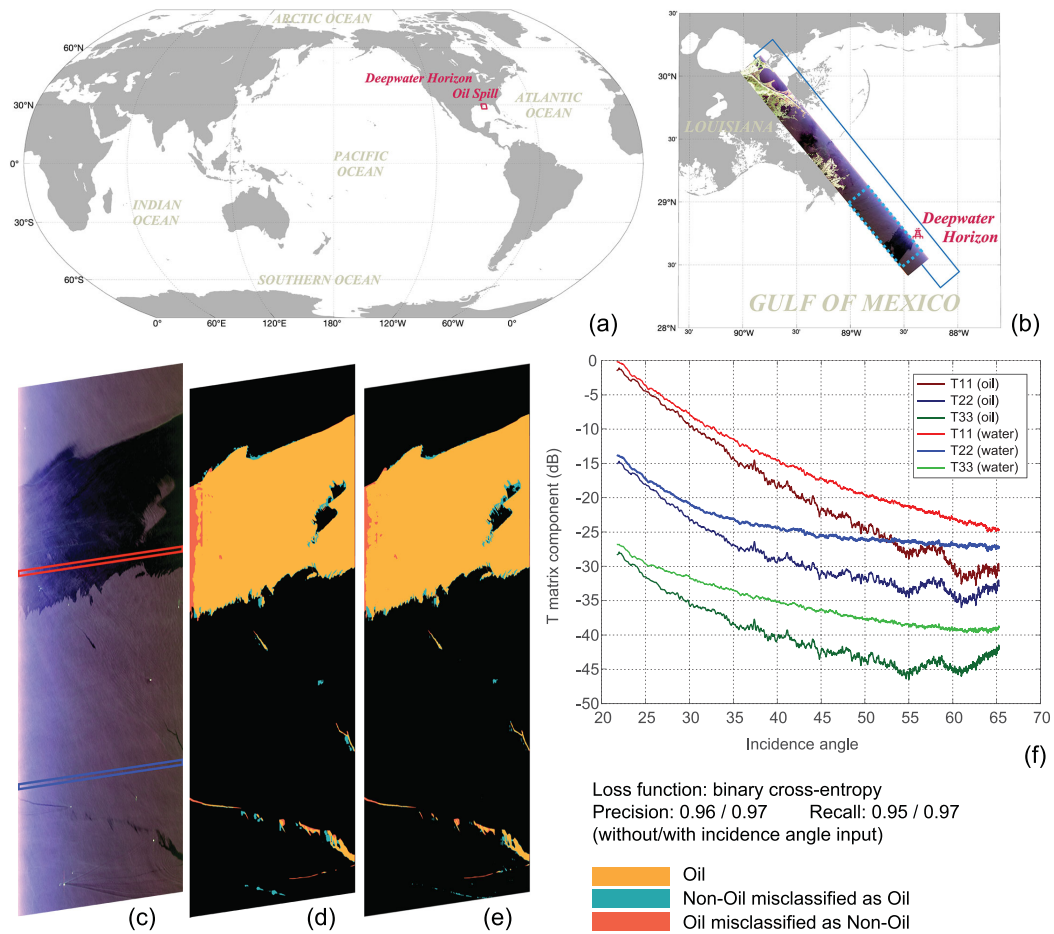 ARCTIC OCEAN
60°N
Deepwater Horizon
Oil Spill
30°N
ATLANTIC
OCEAN
PACIFIC
OCEAN
0°
INDIAN
OCEAN
30°S
SOUTHERN OCEAN
60°S
0°
60°E
120°E
180°E
120°W
60°W
0°
(a)
30'
30°N
30'
29°N
30'
28°N
LOUISIANA
Deepwater
Horizon
GULF OF MEXICO
30'
90°W
30'
89°W
30'
88°W
(b)
(c)
(d)
(e)
0
-5
-10
-15
-20
-25
-30
-35
-40
-45
-50
T matrix component (dB)
T11 (oil)
T22 (oil)
T33 (oil)
T11 (water)
T22 (water)
T33 (water)
20 25 30 35 40 45 50 55 60 65 70
Incidence angle
(f)
Loss function: binary cross-entropy
Precision: 0.96 / 0.97 Recall: 0.95 / 0.97
(without/with incidence angle input)
Oil
Non-Oil misclassified as Oil
Oil misclassified as Non-Oil